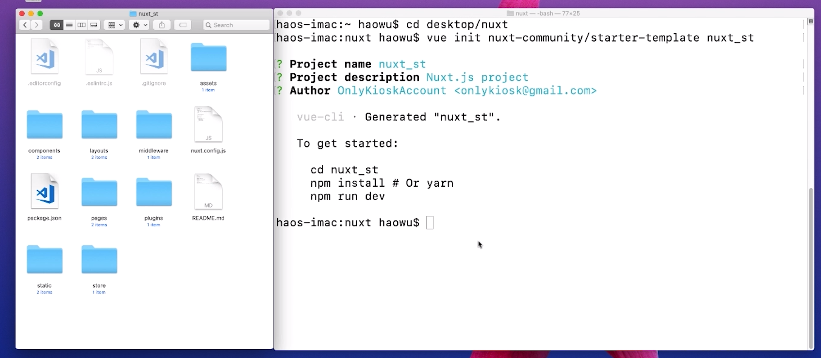 nuxt_st
Search
.editorconfig
.eslintrc.js
.gitignore
assets
1 item
components
2 items
layouts
2 items
middleware
1 item
JS
nuxt.config.js
package.json
pages
2 items
plugins
1 item
MD
README.md
static
2 items
store
1 item
nuxt — -bash — 77×25
haos-imac:~ haowu$ cd desktop/nuxt
haos-imac:nuxt haowu$ vue init nuxt-community/starter-template nuxt_st
? Project name nuxt_st
? Project description Nuxt.js project
? Author OnlyKioskAccount <onlykiosk@gmail.com>
vue-cli · Generated "nuxt_st".
To get started:
cd nuxt_st
npm install # Or yarn
npm run dev
haos-imac:nuxt haowu$